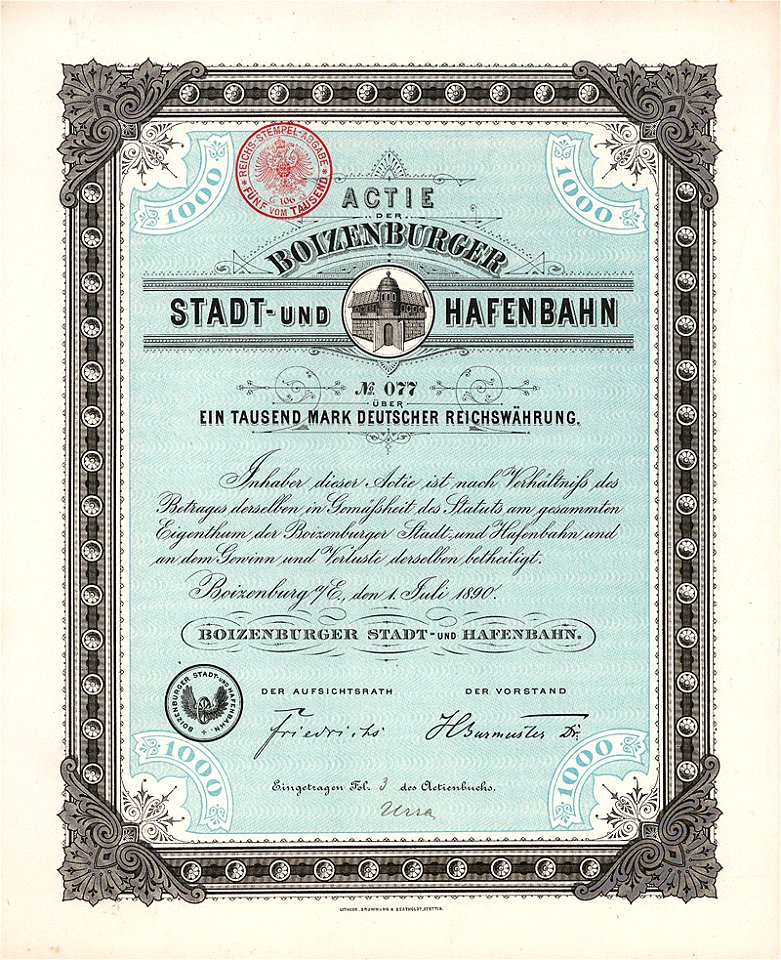 1000
1000
REICHS-STEMPEL-ABGABE
106
FÜNF VOM TAUSEND
ACTIE
DER
BOIZENBURGER
STADT- UND HAFENBAHN
No. 077
ÜBER
EIN TAUSEND MARK DEUTSCHER REICHSWÄHRUNG.
Inhaber dieser Actie ist nach Verhältniß des
Betrages derselben in Gemäßheit des Statuts am gesammten
Eigenthum der Boizenburger Stadt- und Hafenbahn und
an dem Gewinn und Verluste derselben betheiligt.
Boizenburg a/E., den 1. Juli 1890.
BOIZENBURGER STADT- UND HAFENBAHN.
BOIZENBURGER STADT- UND HAFENBAHN
DER AUFSICHTSRATH DER VORSTAND
Friedrichs HBurmester Dr.
Eingetragen Fol. 3 des Actienbuchs.
1000
1000